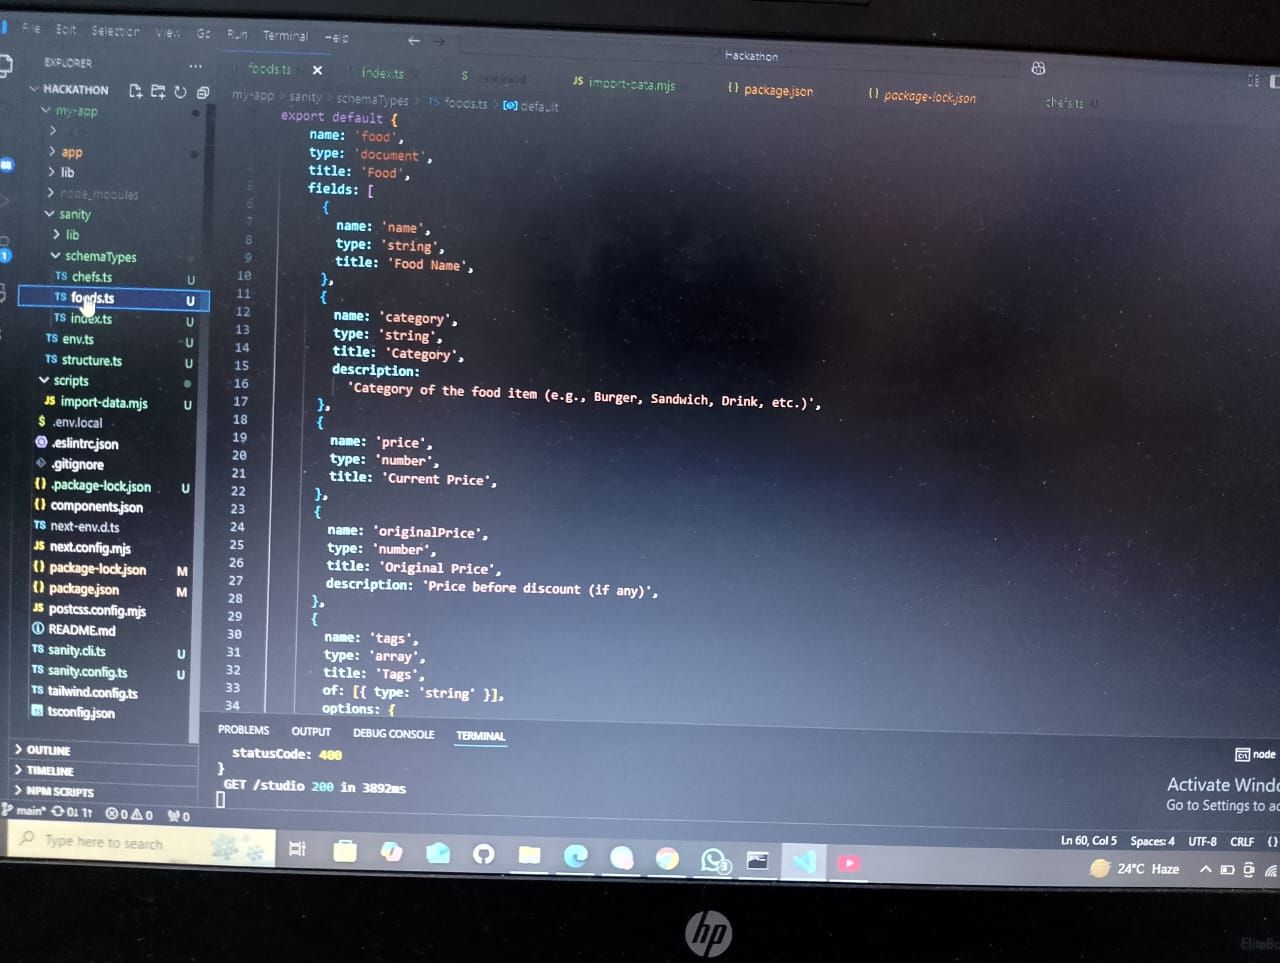 File Edit Selection View Go Run Terminal Help
Hackathon
EXPLORER
HACKATHON
my-app
app
lib
node_modules
sanity
lib
schemaTypes
TS chefs.ts U
TS foods.ts U
TS index.ts U
TS env.ts U
TS structure.ts U
scripts
JS import-data.mjs U
$ .env.local
.eslintrc.json
.gitignore
{} .package-lock.json U
{} components.json
TS next-env.d.ts
JS next.config.mjs
{} package-lock.json M
{} package.json M
JS postcss.config.mjs
README.md
TS sanity.cli.ts U
TS sanity.config.ts U
TS tailwind.config.ts
tsconfig.json
OUTLINE
TIMELINE
NPM SCRIPTS
foods.ts index.ts $ JS import-data.mjs {} package.json {} package-lock.json chefs.ts U
my-app > sanity > schemaTypes > TS foods.ts > default
export default {
name: 'food',
type: 'document',
title: 'Food',
5 fields: [
6 {
7 name: 'name',
8 type: 'string',
9 title: 'Food Name',
10 },
11 {
12 name: 'category',
13 type: 'string',
14 title: 'Category',
15 description:
16 'Category of the food item (e.g., Burger, Sandwich, Drink, etc.)',
17 },
18 {
19 name: 'price',
20 type: 'number',
21 title: 'Current Price',
22 },
23 {
24 name: 'originalPrice',
25 type: 'number',
26 title: 'Original Price',
27 description: 'Price before discount (if any)',
28 },
29 {
30 name: 'tags',
31 type: 'array',
32 title: 'Tags',
33 of: [{ type: 'string' }],
34 options: {
PROBLEMS OUTPUT DEBUG CONSOLE TERMINAL
node
statusCode: 400
}
GET /studio 200 in 3892ms
Activate Windo
Go to Settings to ac
main* 0↓ 1↑ 0 0 0
Ln 60, Col 5 Spaces: 4 UTF-8 CRLF {}
Type here to search
24°C Haze
hp